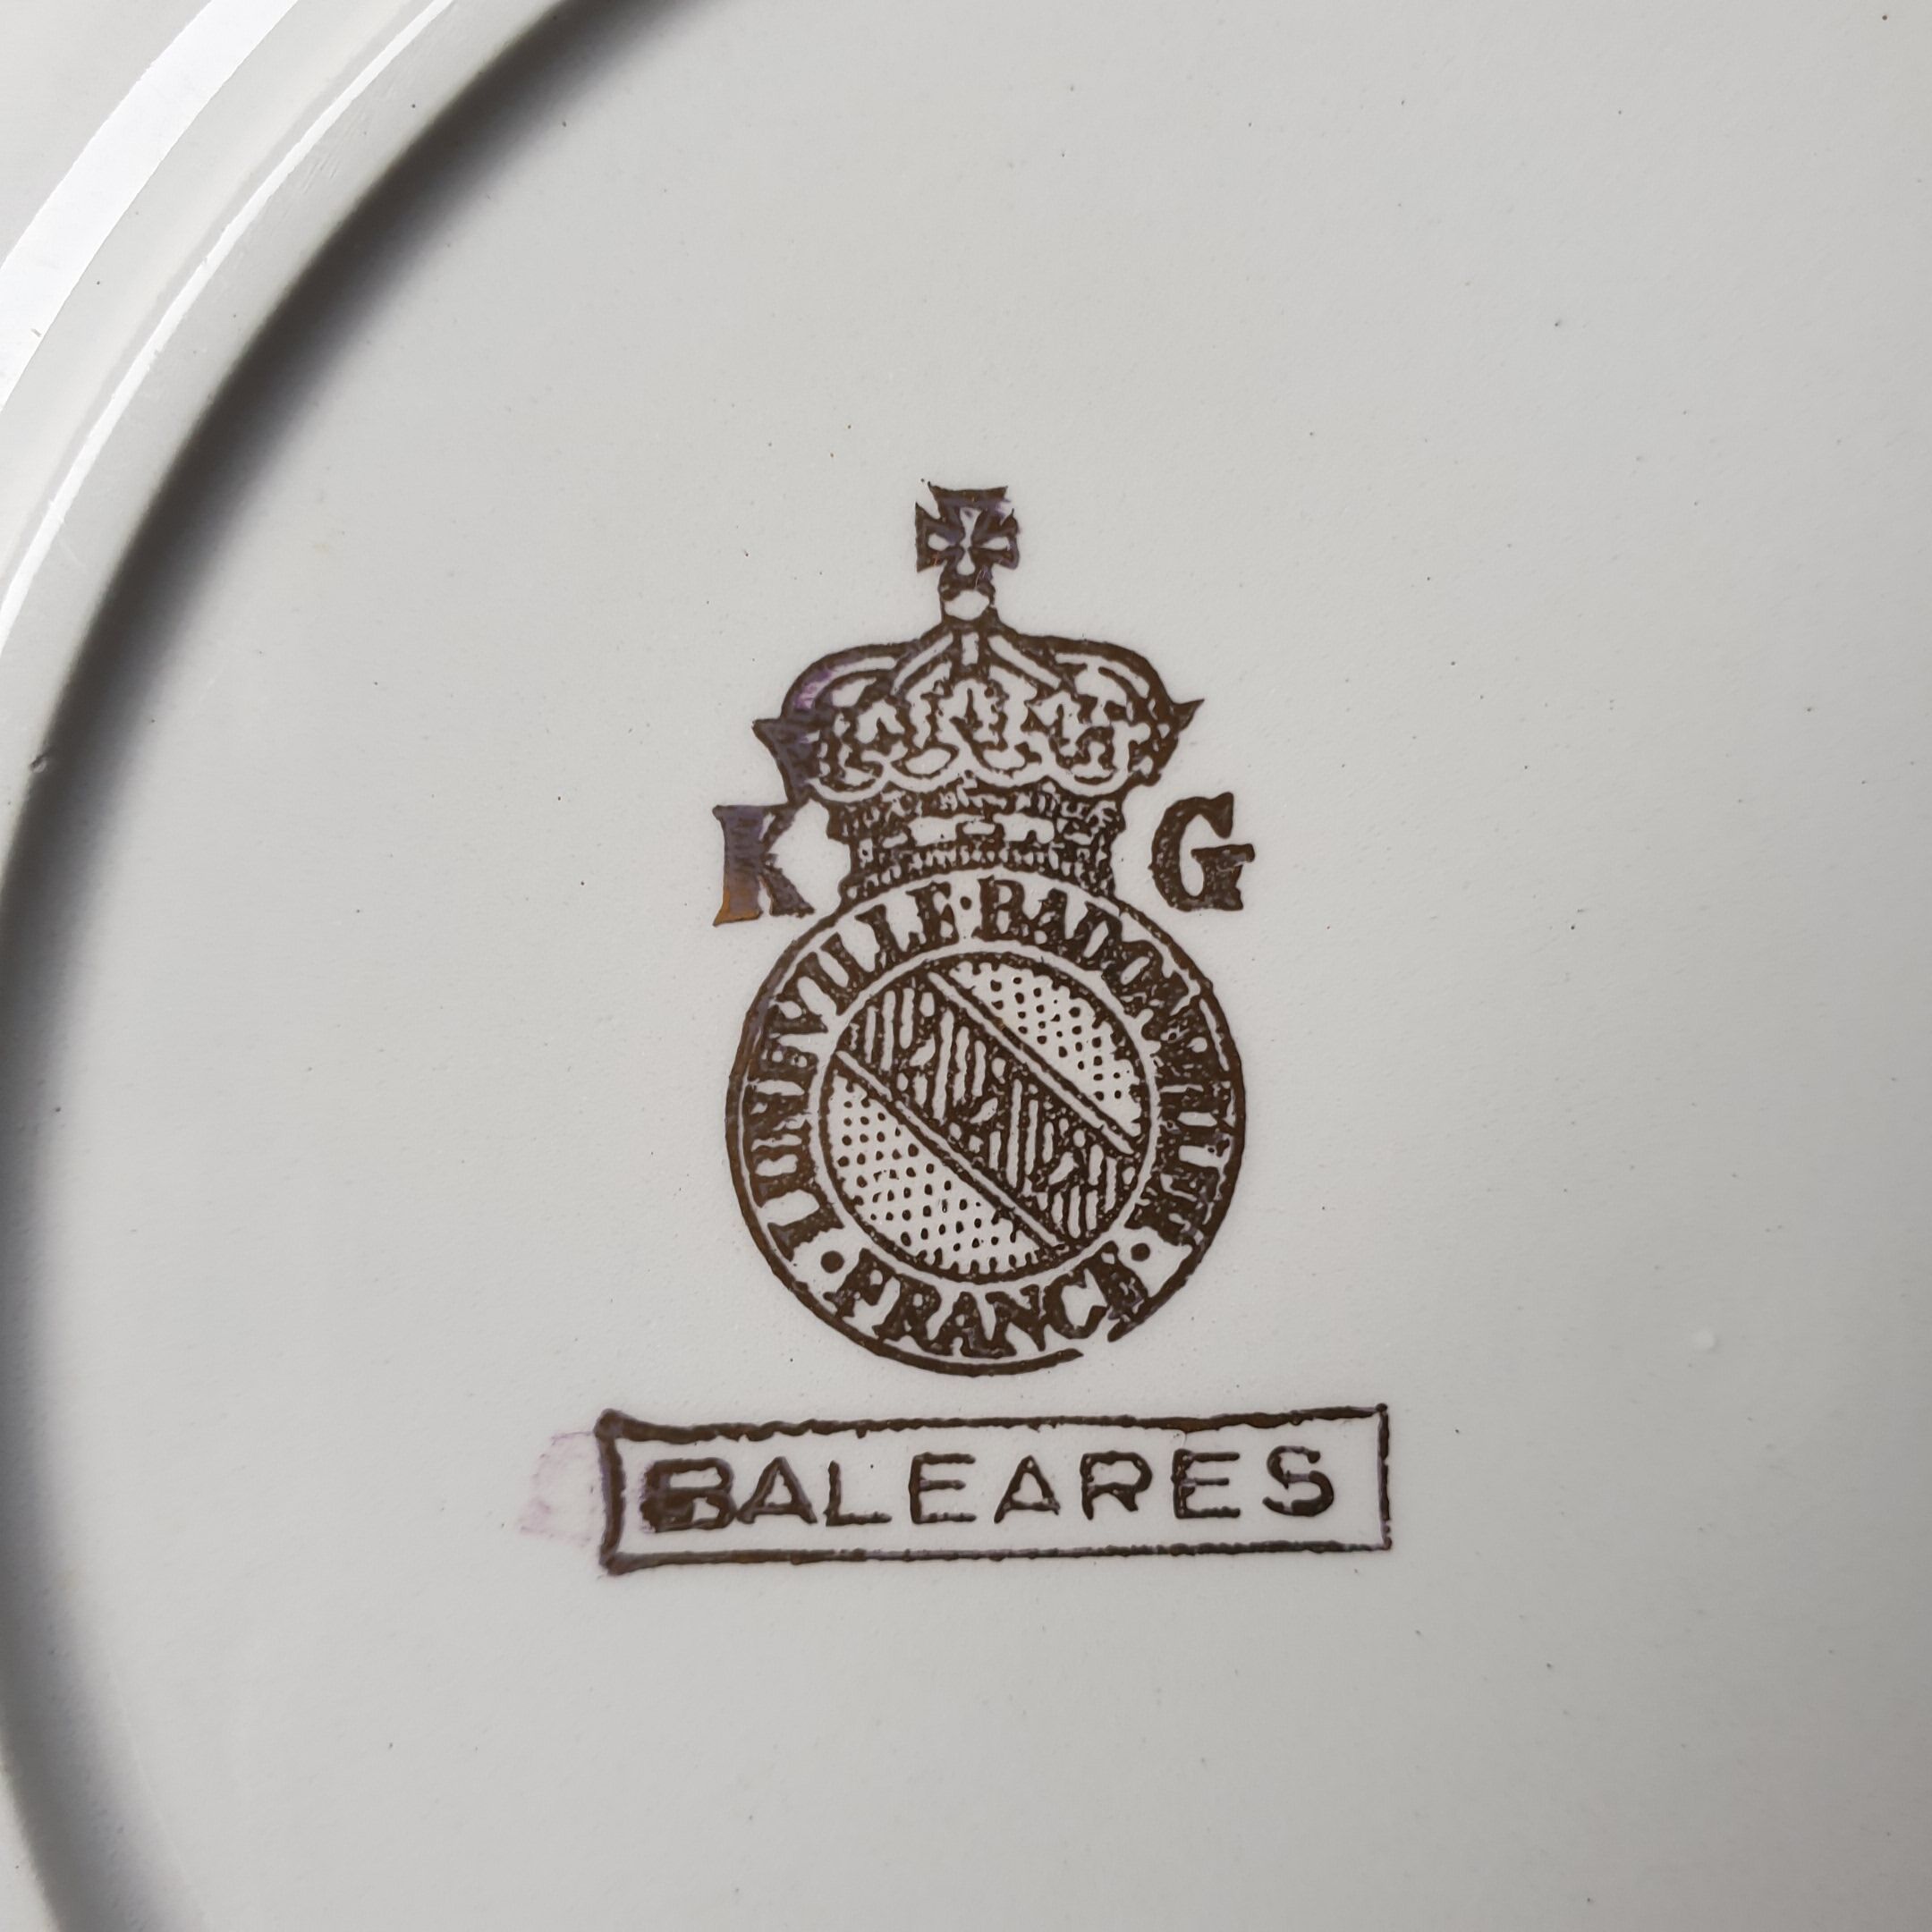 K G
LUNEVILLE · BADONVILLER
· FRANCE ·
BALEARES